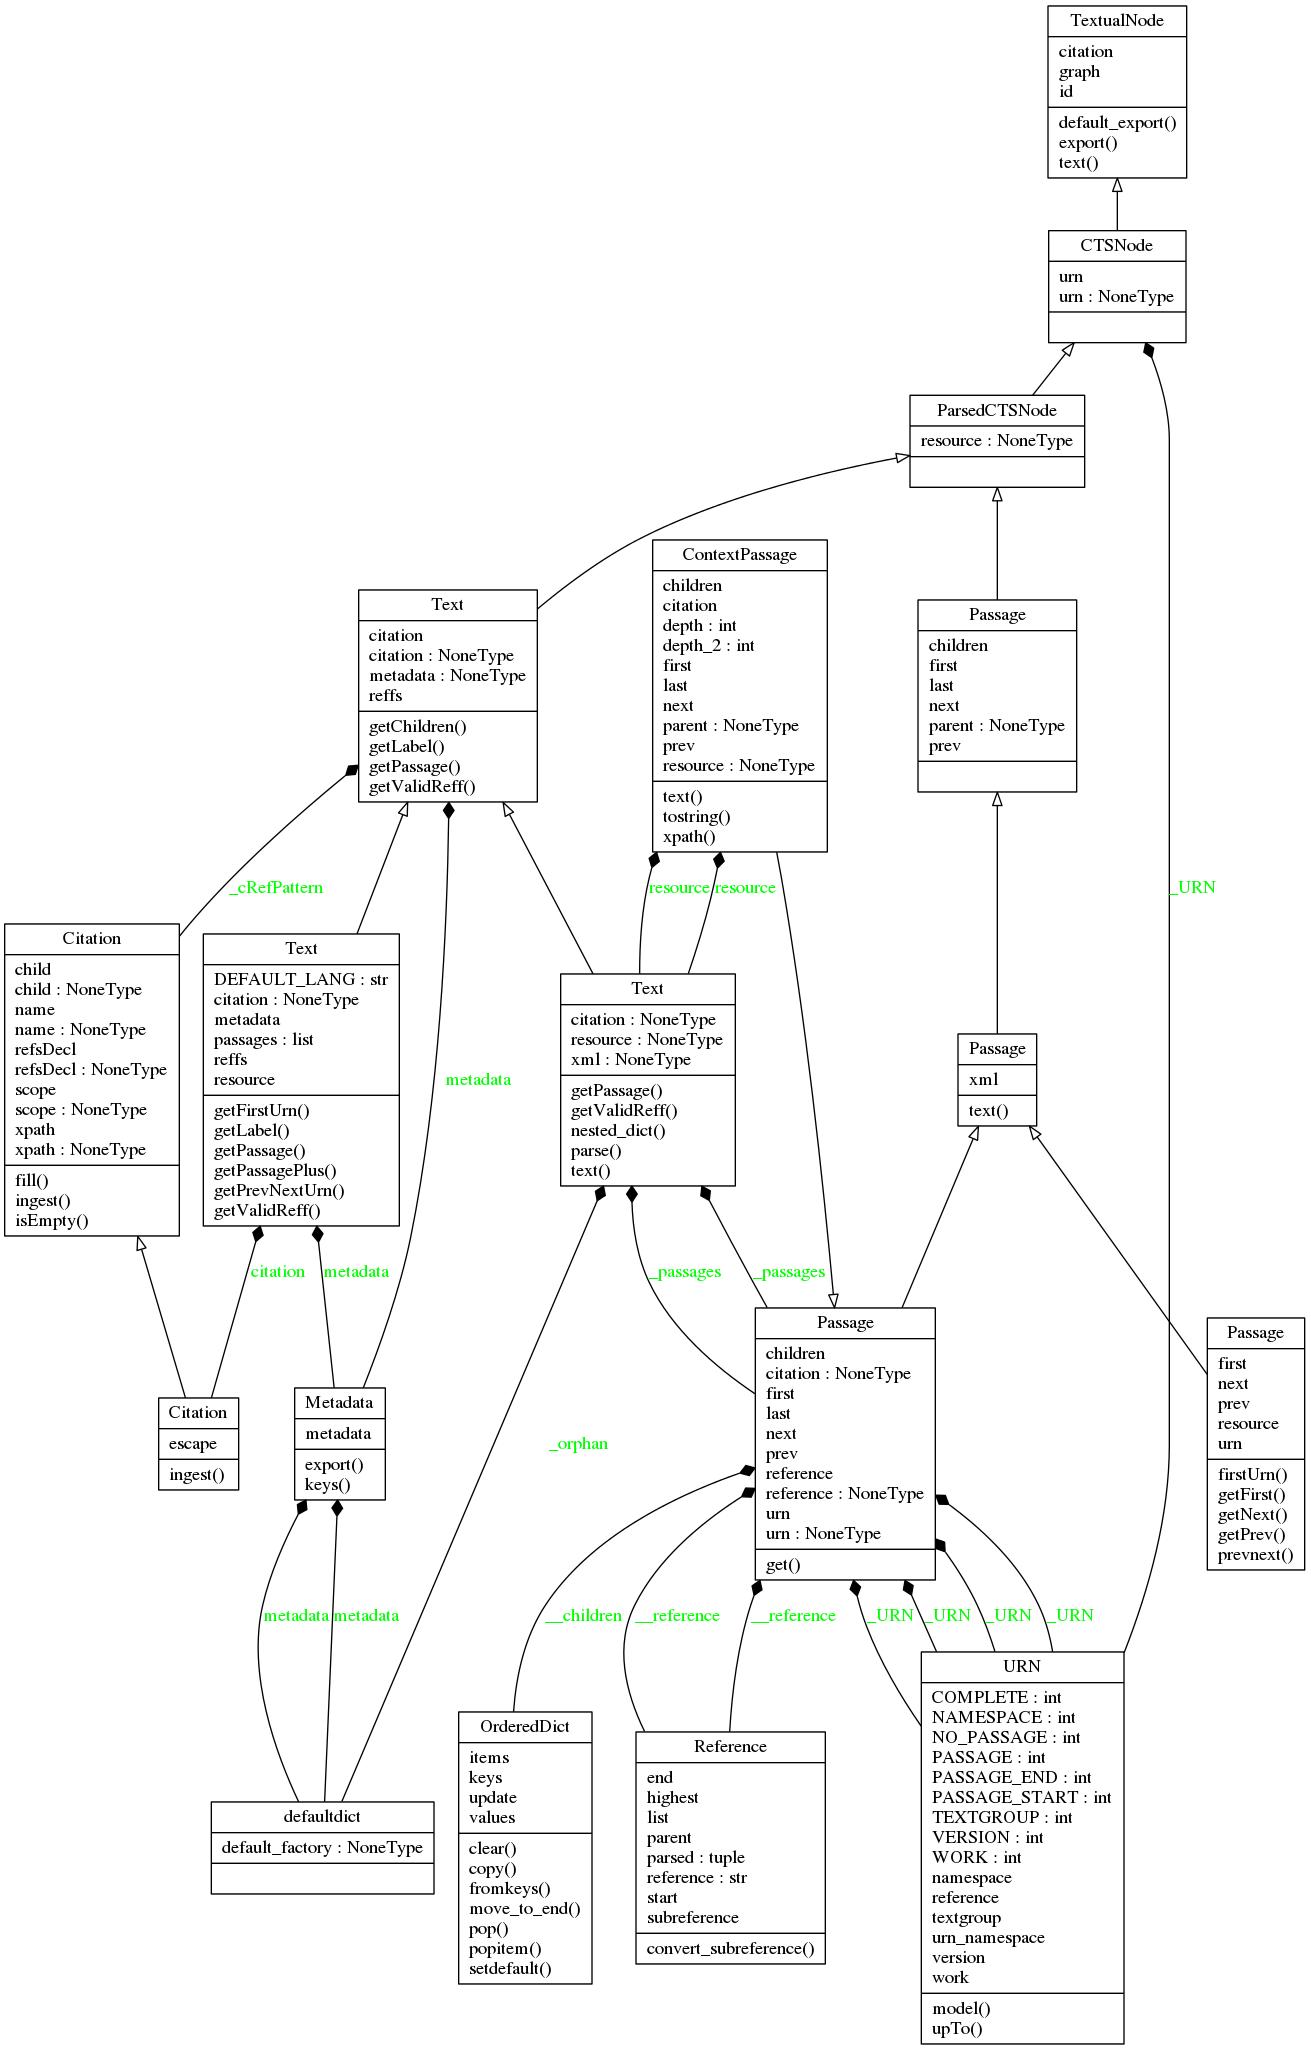 TextualNode
citation
graph
id
default_export()
export()
text()
CTSNode
urn
urn : NoneType
ParsedCTSNode
resource : NoneType
ContextPassage
children
citation
depth : int
depth_2 : int
first
last
next
parent : NoneType
prev
resource : NoneType
text()
tostring()
xpath()
Text
citation
citation : NoneType
metadata : NoneType
reffs
getChildren()
getLabel()
getPassage()
getValidReff()
Passage
children
first
last
next
parent : NoneType
prev
_cRefPattern
resource
resource
_URN
Citation
child
child : NoneType
name
name : NoneType
refsDecl
refsDecl : NoneType
scope
scope : NoneType
xpath
xpath : NoneType
fill()
ingest()
isEmpty()
Text
DEFAULT_LANG : str
citation : NoneType
metadata
passages : list
reffs
resource
getFirstUrn()
getLabel()
getPassage()
getPassagePlus()
getPrevNextUrn()
getValidReff()
metadata
Text
citation : NoneType
resource : NoneType
xml : NoneType
getPassage()
getValidReff()
nested_dict()
parse()
text()
Passage
xml
text()
citation
metadata
_passages
_passages
Citation
escape
ingest()
Metadata
metadata
export()
keys()
_orphan
Passage
children
citation : NoneType
first
last
next
prev
reference
reference : NoneType
urn
urn : NoneType
get()
Passage
first
next
prev
resource
urn
firstUrn()
getFirst()
getNext()
getPrev()
prevnext()
metadata
metadata
__children
__reference
__reference
_URN
_URN
_URN
_URN
defaultdict
default_factory : NoneType
OrderedDict
items
keys
update
values
clear()
copy()
fromkeys()
move_to_end()
pop()
popitem()
setdefault()
Reference
end
highest
list
parent
parsed : tuple
reference : str
start
subreference
convert_subreference()
URN
COMPLETE : int
NAMESPACE : int
NO_PASSAGE : int
PASSAGE : int
PASSAGE_END : int
PASSAGE_START : int
TEXTGROUP : int
VERSION : int
WORK : int
namespace
reference
textgroup
urn_namespace
version
work
model()
upTo()